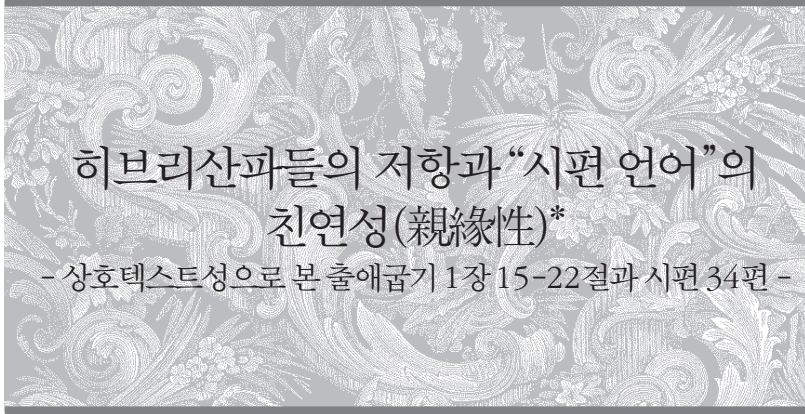 히브리산파들의 저항과 “시편 언어”의
친연성(親緣性)*
- 상호텍스트성으로 본 출애굽기 1장 15-22절과 시편 34편 -